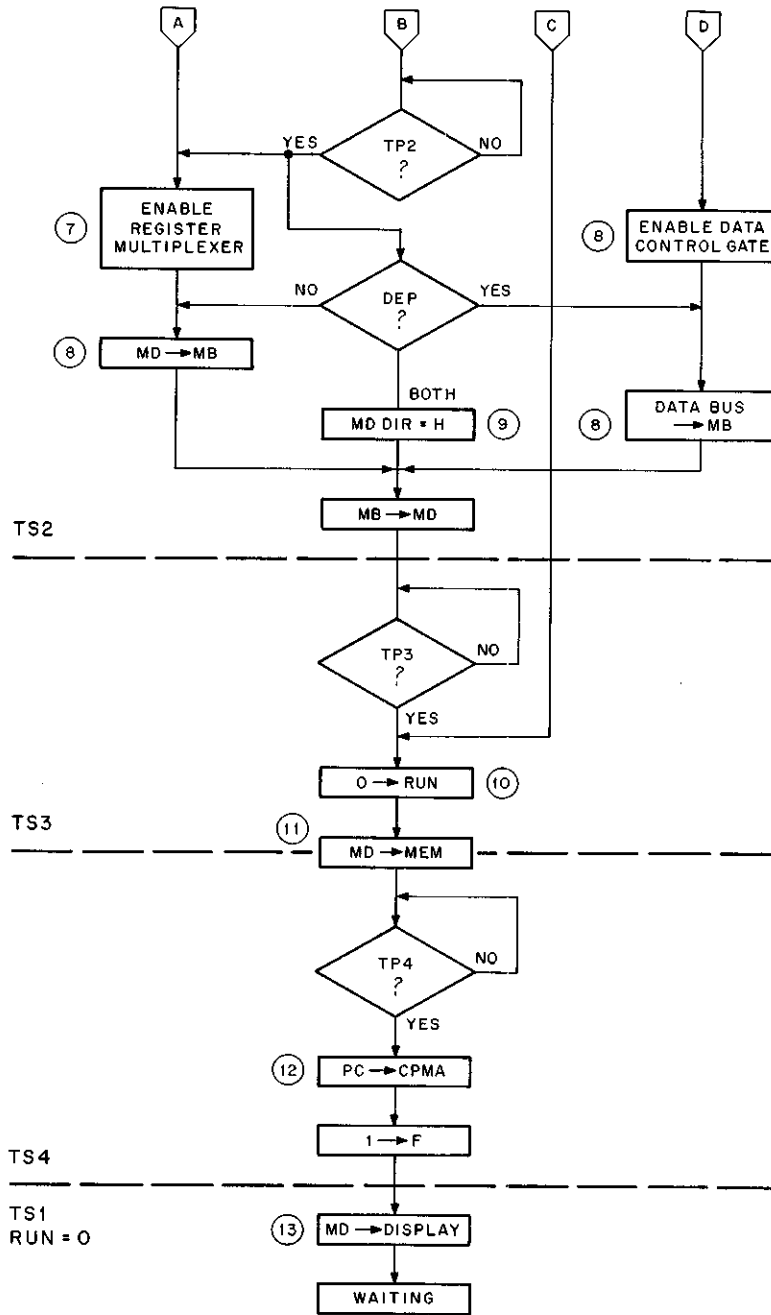 A
B
C
D
TP2
?
YES
NO
7
ENABLE
REGISTER
MULTIPLEXER
8
ENABLE DATA
CONTROL GATE
DEP
?
NO
YES
BOTH
8
MD → MB
MD DIR = H
9
8
DATA BUS
→ MB
MB → MD
TS2
TP3
?
NO
YES
0 → RUN
10
TS3
11
MD → MEM
TP4
?
NO
YES
12
PC → CPMA
1 → F
TS4
TS1
RUN = 0
13
MD → DISPLAY
WAITING